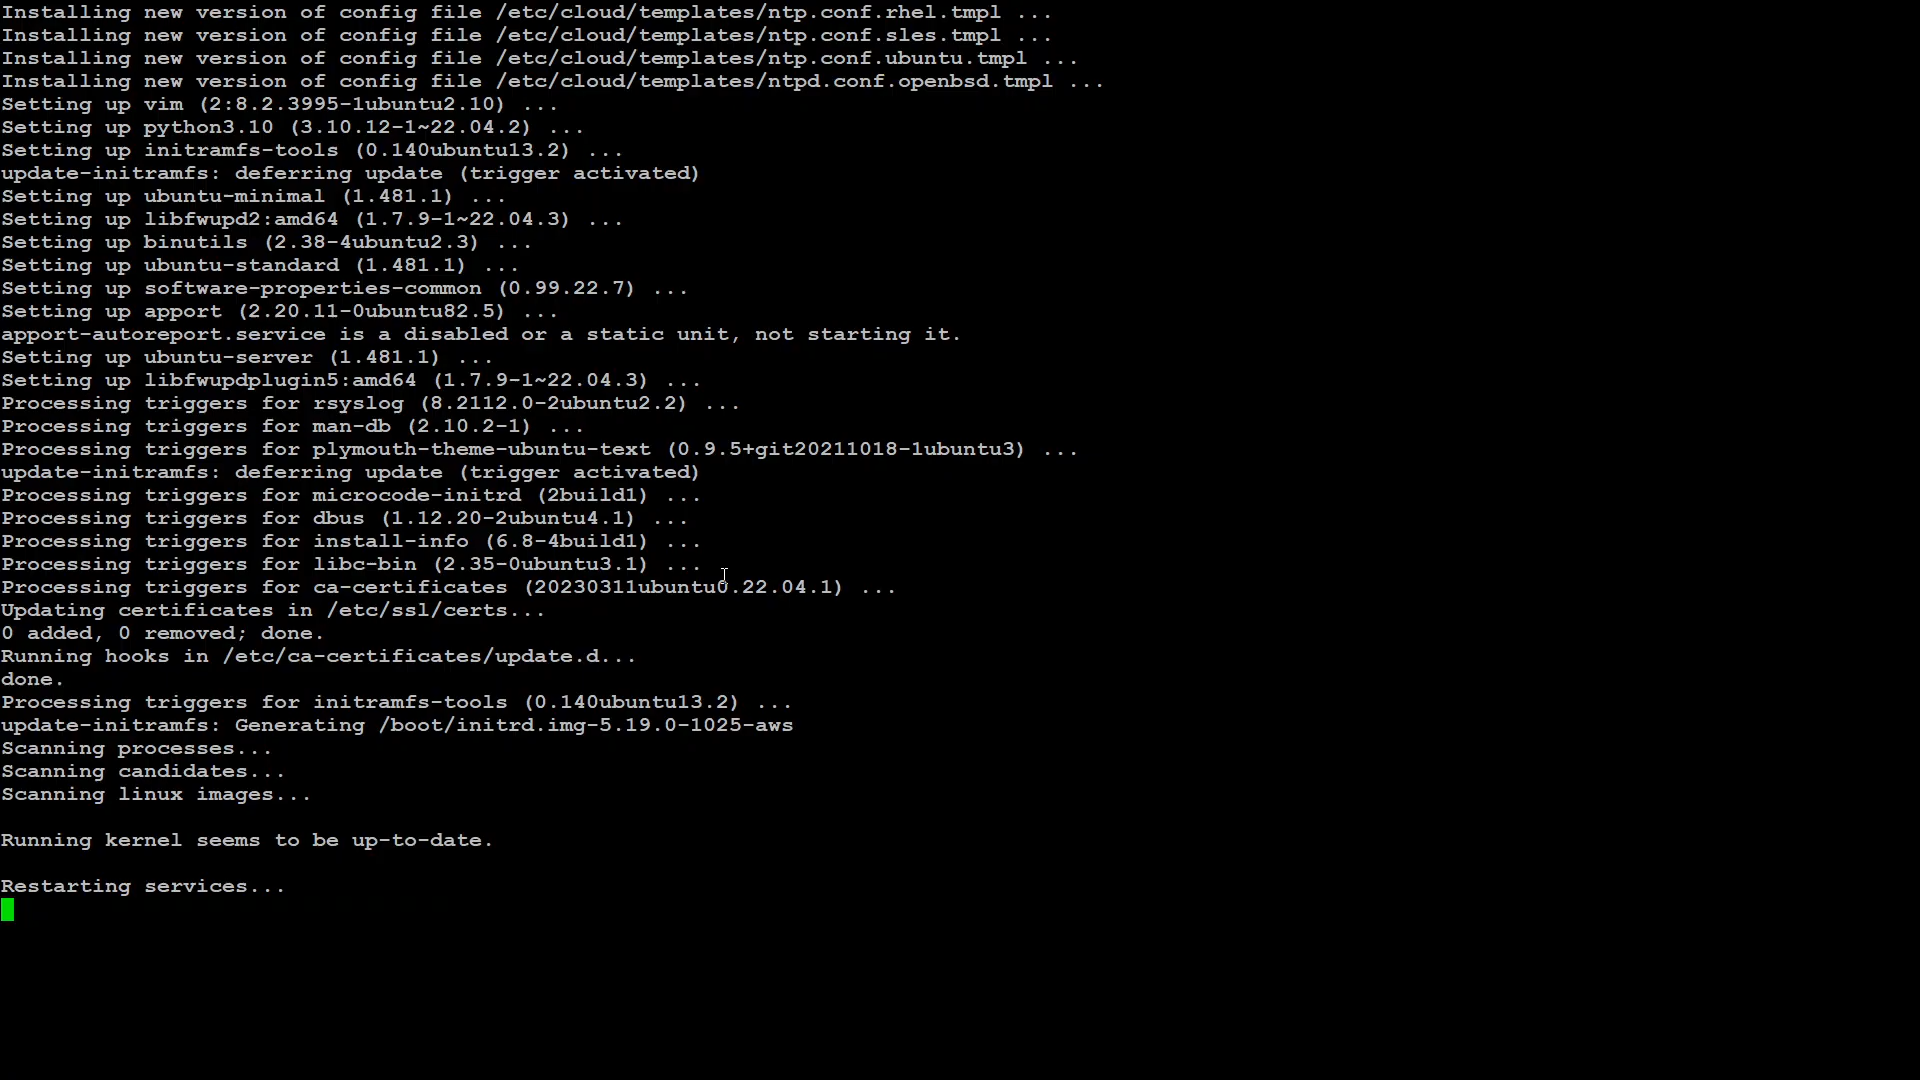 Installing new version of config file /etc/cloud/templates/ntp.conf.rhel.tmpl ...
Installing new version of config file /etc/cloud/templates/ntp.conf.sles.tmpl ...
Installing new version of config file /etc/cloud/templates/ntp.conf.ubuntu.tmpl ...
Installing new version of config file /etc/cloud/templates/ntpd.conf.openbsd.tmpl ...
Setting up vim (2:8.2.3995-1ubuntu2.10) ...
Setting up python3.10 (3.10.12-1~22.04.2) ...
Setting up initramfs-tools (0.140ubuntu13.2) ...
update-initramfs: deferring update (trigger activated)
Setting up ubuntu-minimal (1.481.1) ...
Setting up libfwupd2:amd64 (1.7.9-1~22.04.3) ...
Setting up binutils (2.38-4ubuntu2.3) ...
Setting up ubuntu-standard (1.481.1) ...
Setting up software-properties-common (0.99.22.7) ...
Setting up apport (2.20.11-0ubuntu82.5) ...
apport-autoreport.service is a disabled or a static unit, not starting it.
Setting up ubuntu-server (1.481.1) ...
Setting up libfwupdplugin5:amd64 (1.7.9-1~22.04.3) ...
Processing triggers for rsyslog (8.2112.0-2ubuntu2.2) ...
Processing triggers for man-db (2.10.2-1) ...
Processing triggers for plymouth-theme-ubuntu-text (0.9.5+git20211018-1ubuntu3) ...
update-initramfs: deferring update (trigger activated)
Processing triggers for microcode-initrd (2build1) ...
Processing triggers for dbus (1.12.20-2ubuntu4.1) ...
Processing triggers for install-info (6.8-4build1) ...
Processing triggers for libc-bin (2.35-0ubuntu3.1) ...
Processing triggers for ca-certificates (20230311ubuntu0.22.04.1) ...
Updating certificates in /etc/ssl/certs...
0 added, 0 removed; done.
Running hooks in /etc/ca-certificates/update.d...
done.
Processing triggers for initramfs-tools (0.140ubuntu13.2) ...
update-initramfs: Generating /boot/initrd.img-5.19.0-1025-aws
Scanning processes...
Scanning candidates...
Scanning linux images...
Running kernel seems to be up-to-date.
Restarting services...